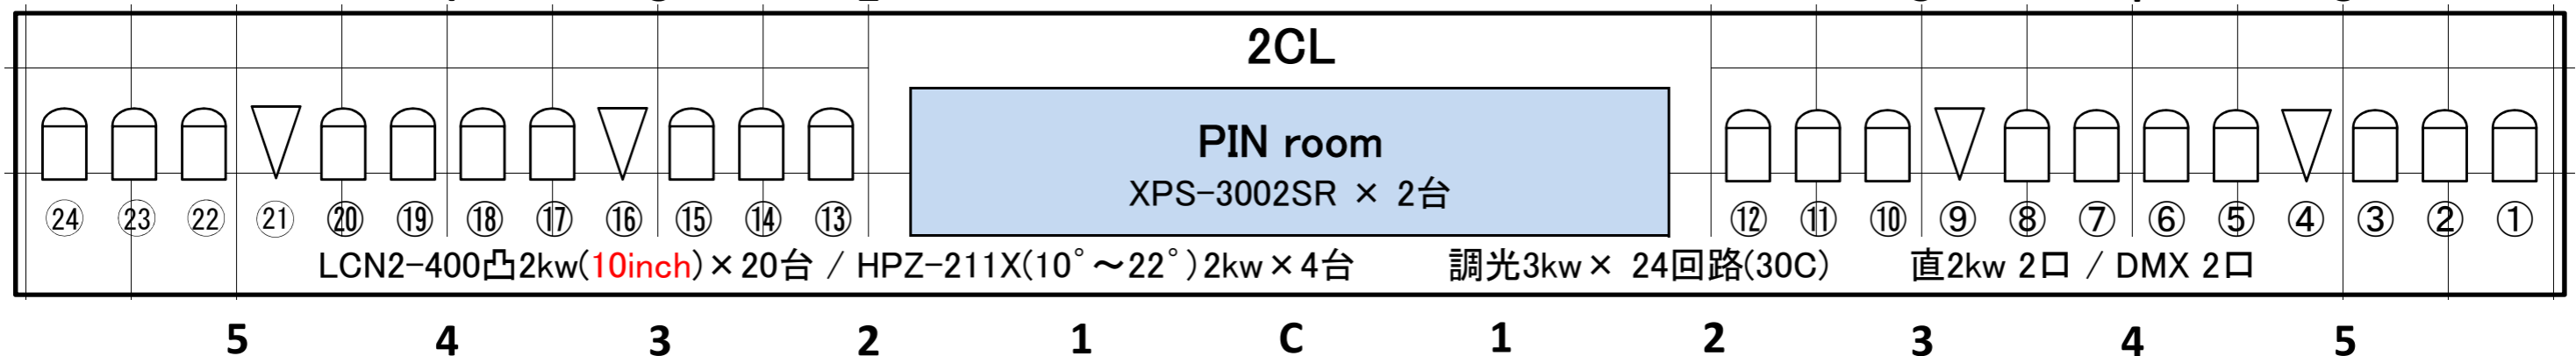 2CL
PIN room
XPS-3002SR × 2台
㉔ ㉓ ㉒ ㉑ ⑳ ⑲ ⑱ ⑰ ⑯ ⑮ ⑭ ⑬ ⑫ ⑪ ⑩ ⑨ ⑧ ⑦ ⑥ ⑤ ④ ③ ② ①
LCN2-400凸2kw(10inch)×20台 / HPZ-211X(10°~22°)2kw×4台 調光3kw× 24回路(30C) 直2kw 2口 / DMX 2口
5 4 3 2 1 C 1 2 3 4 5